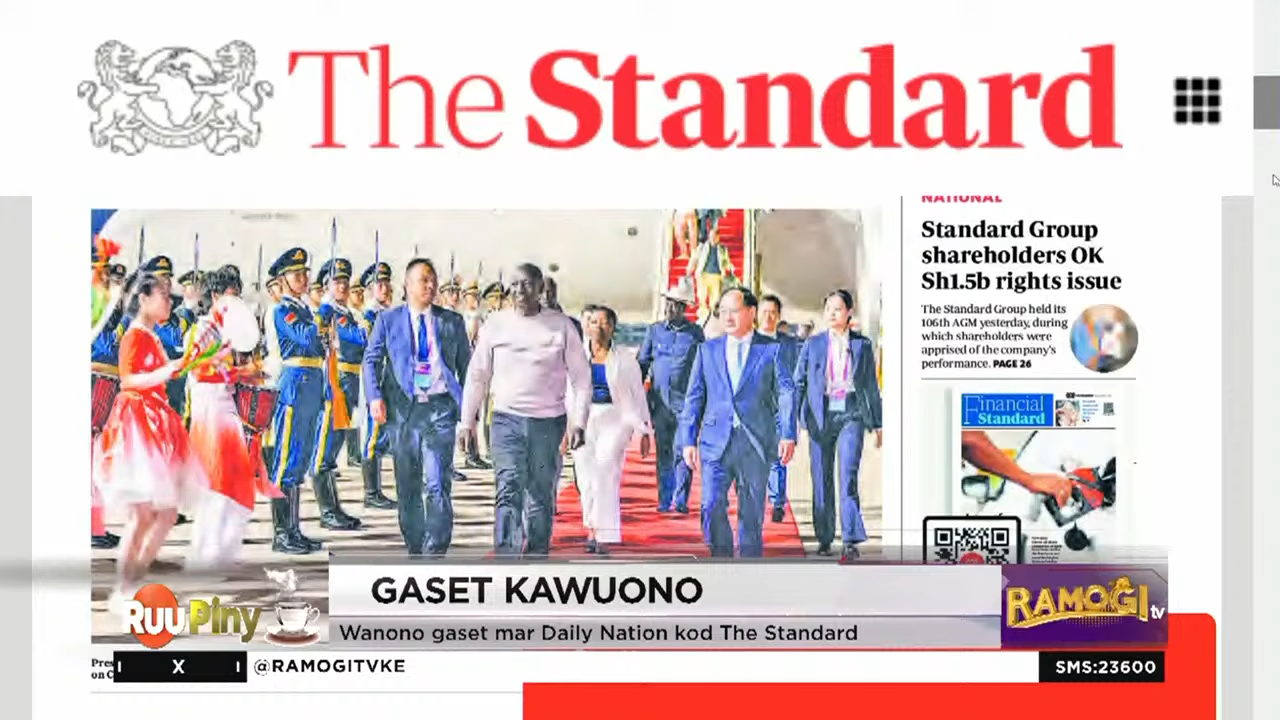 The Standard
NATIONAL
Standard Group
shareholders OK
Sh1.5b rights issue
The Standard Group held its
106th AGM yesterday, during
which shareholders were
apprised of the company's
performance. PAGE 26
Financial
Standard
GASET KAWUONO
RAMOGI tv
RuuPiny
Wanono gaset mar Daily Nation kod The Standard
X @RAMOGITVKE
SMS:23600